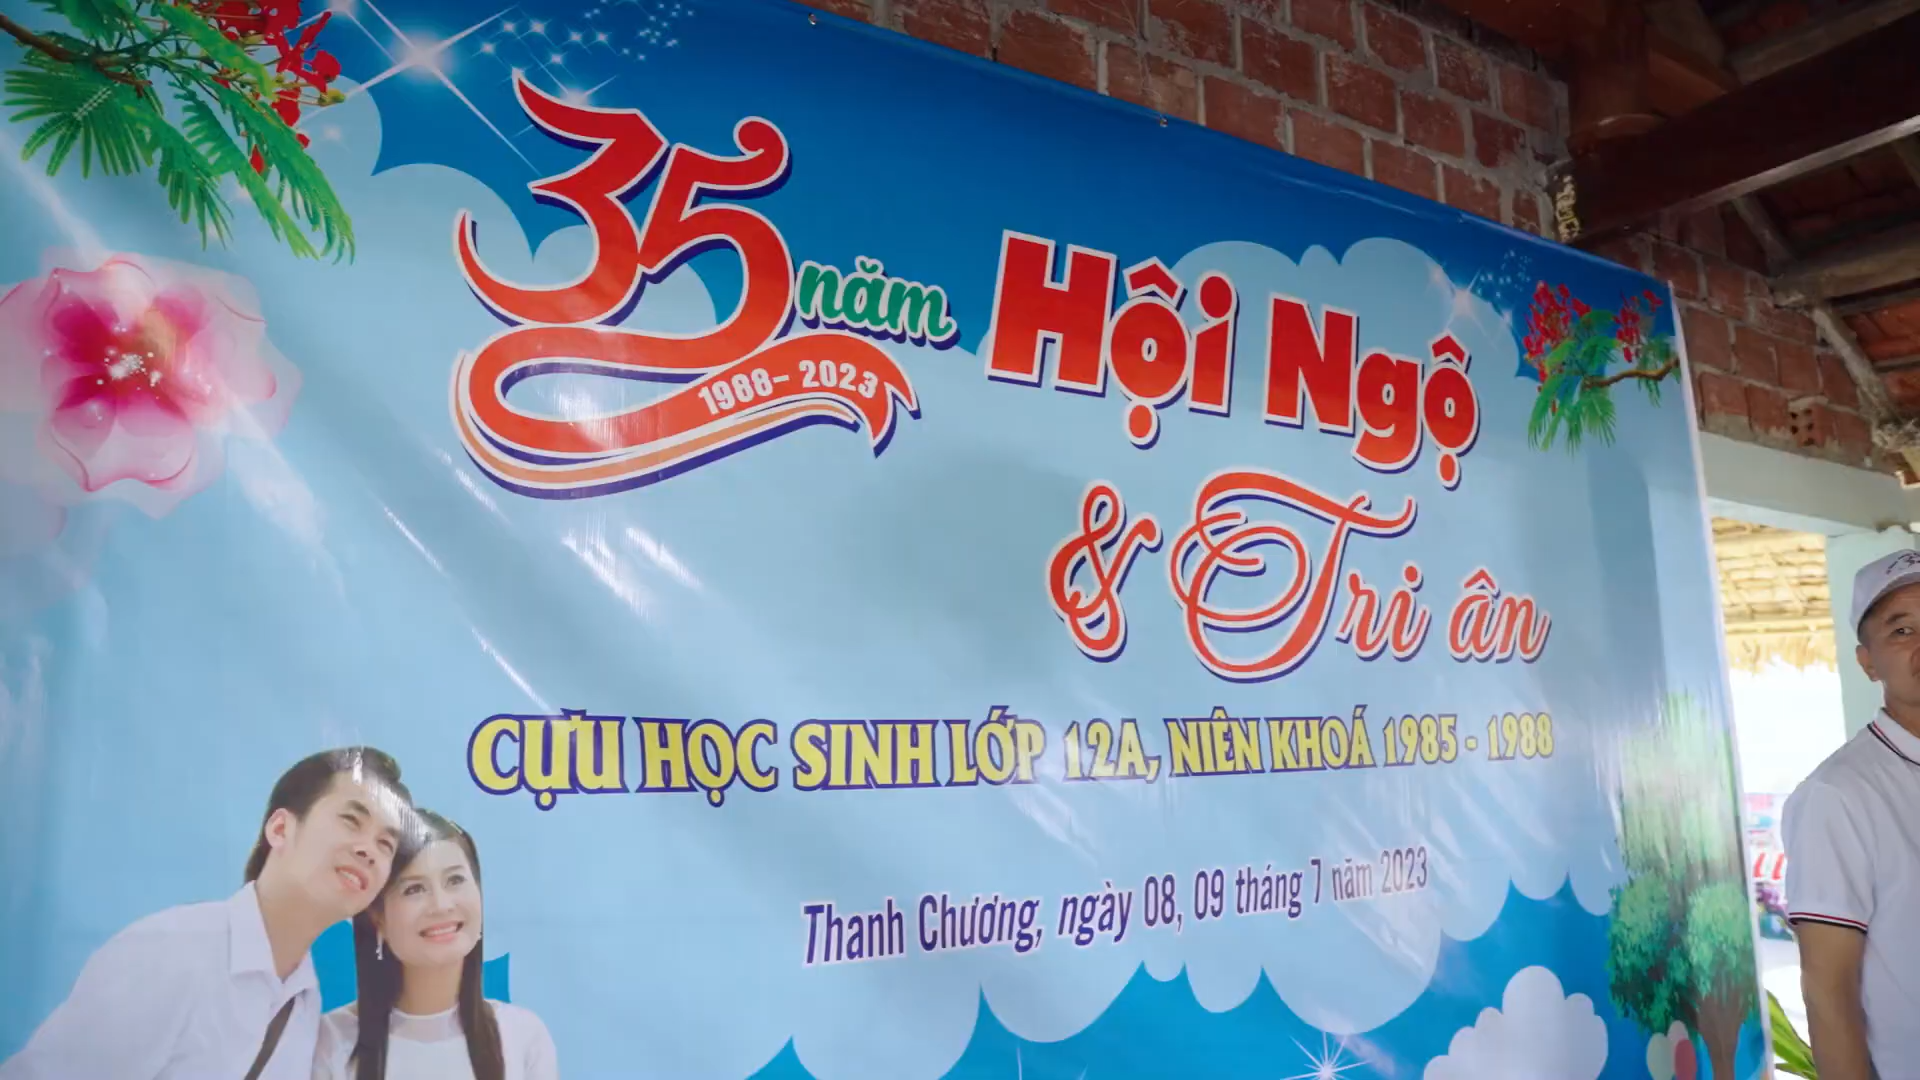 35 năm Hội Ngộ
1988- 2023
& Tri ân
CỰU HỌC SINH LỚP 12A, NIÊN KHOÁ 1985 - 1988
Thanh Chương, ngày 08, 09 tháng 7 năm 2023